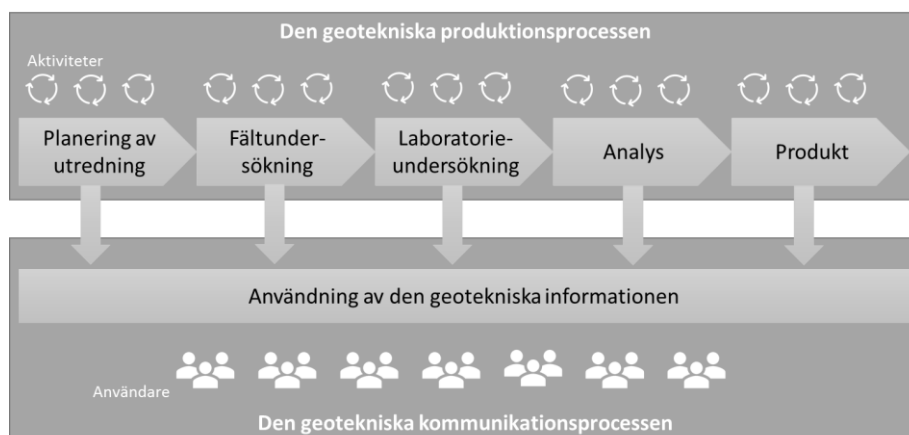 Den geotekniska produktionsprocessen
Aktiviteter
Planering av
utredning
Fältunder-
sökning
Laboratorie-
undersökning
Analys
Produkt
Användning av den geotekniska informationen
Användare
Den geotekniska kommunikationsprocessen